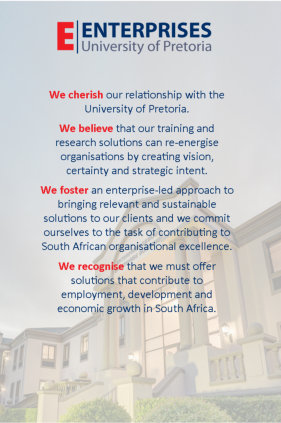 E ENTERPRISES
University of Pretoria
We cherish our relationship with the
University of Pretoria.
We believe that our training and
research solutions can re-energise
organisations by creating vision,
certainty and strategic intent.
We foster an enterprise-led approach to
bringing relevant and sustainable
solutions to our clients and we commit
ourselves to the task of contributing to
South African organisational excellence.
We recognise that we must offer
solutions that contribute to
employment, development and
economic growth in South Africa.